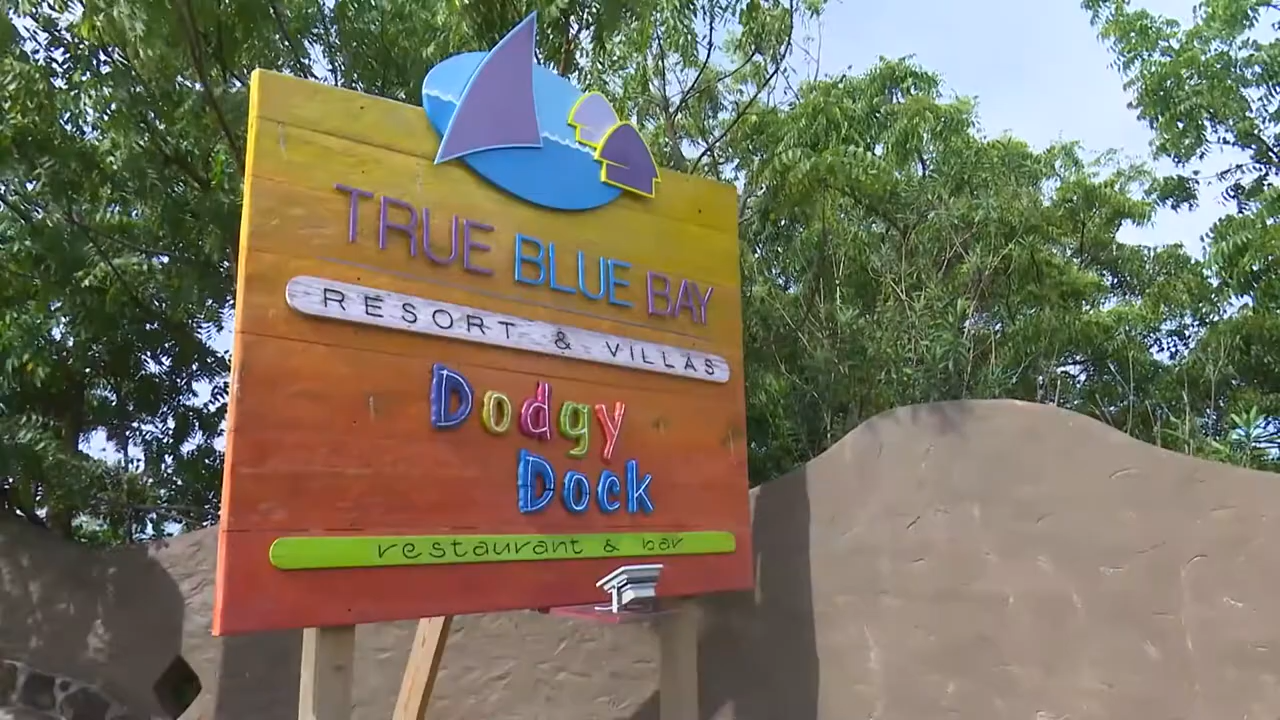 TRUE BLUE BAY
RESORT & VILLAS
Dodgy
Dock
restaurant & bar